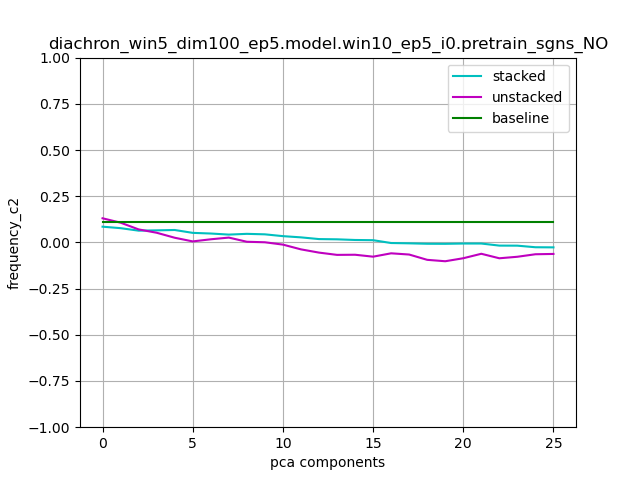 diachron_win5_dim100_ep5.model.win10_ep5_i0.pretrain_sgns_NO
stacked
unstacked
baseline
1.00
0.75
0.50
0.25
0.00
−0.25
−0.50
−0.75
−1.00
frequency_c2
0 5 10 15 20 25
pca components